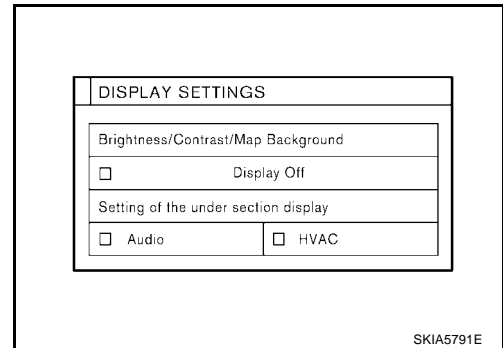 DISPLAY SETTINGS
Brightness/Contrast/Map Background
Display Off
Setting of the under section display
Audio
HVAC
SKIA5791E